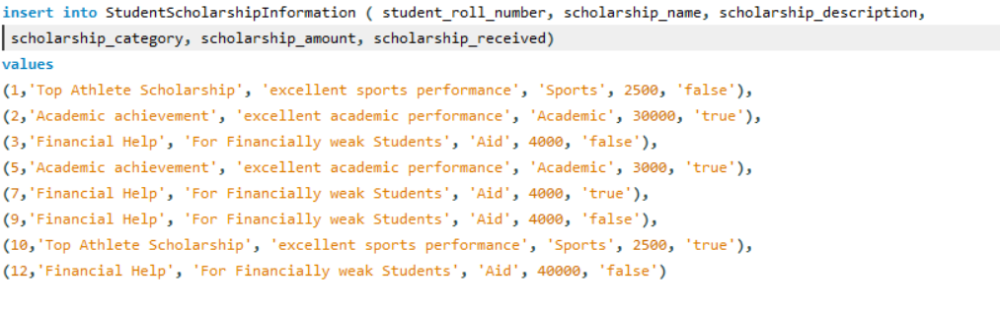 insert into StudentScholarshipInformation ( student_roll_number, scholarship_name, scholarship_description,
scholarship_category, scholarship_amount, scholarship_received)
values
(1,'Top Athlete Scholarship', 'excellent sports performance', 'Sports', 2500, 'false'),
(2,'Academic achievement', 'excellent academic performance', 'Academic', 30000, 'true'),
(3,'Financial Help', 'For Financially weak Students', 'Aid', 4000, 'false'),
(5,'Academic achievement', 'excellent academic performance', 'Academic', 3000, 'true'),
(7,'Financial Help', 'For Financially weak Students', 'Aid', 4000, 'true'),
(9,'Financial Help', 'For Financially weak Students', 'Aid', 4000, 'false'),
(10,'Top Athlete Scholarship', 'excellent sports performance', 'Sports', 2500, 'true'),
(12,'Financial Help', 'For Financially weak Students', 'Aid', 40000, 'false')